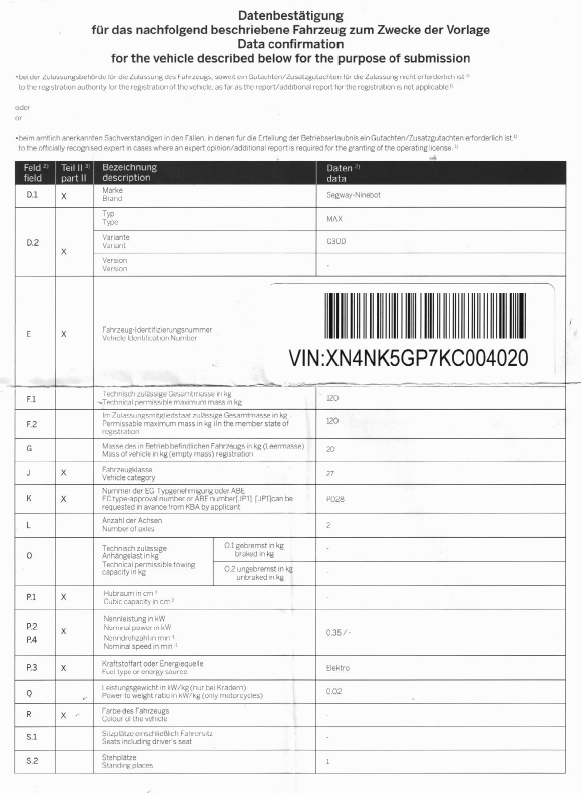 Datenbestätigung
für das nachfolgend beschriebene Fahrzeug zum Zwecke der Vorlage
Data confirmation
for the vehicle described below for the purpose of submission
•bei der Zulassungsbehörde für die Zulassung des Fahrzeugs, soweit ein Gutachten/Zusatzgutachten für die Zulassung nicht erforderlich ist ¹⁾
to the registration authority for the registration of the vehicle, as far as the report/additional report for the registration is not applicable ¹⁾
oder
or
•beim amtlich anerkannten Sachverständigen in den Fällen, in denen für die Erteilung der Betriebserlaubnis ein Gutachten/Zusatzgutachten erforderlich ist.¹⁾
to the officially recognised expert in cases where an expert opinion/additional report is required for the granting of the operating license. ¹⁾
Feld ²⁾ Teil II ³⁾ Bezeichnung Daten ²⁾
field part II description data
D.1 X Marke Segway-Ninebot
Brand
D.2 X Typ MAX
Type
Variante G30D
Variant
Version -
Version
E X Fahrzeug-Identifizierungsnummer
Vehicle Identification Number
VIN:XN4NK5GP7KC004020
F.1 Technisch zulässige Gesamtmasse in kg 120
Technical permissible maximum mass in kg
F.2 Im Zulassungsmitgliedstaat zulässige Gesamtmasse in kg 120
Permissable maximum mass in kg iIn the member state of
registration
G Masse des in Betrieb befindlichen Fahrzeugs in kg (Leermasse) 20
Mass of vehicle in kg (empty mass) registration
J X Fahrzeugklasse 27
Vehicle category
K X Nummer der EG Typgenehmigung oder ABE P028
EC type-approval number or ABE number[JP1] [JP1]can be
requested in avance from KBA by applicant
L Anzahl der Achsen 2
Number of axles
O Technisch zulässige
Anhängelast in kg
Technical permissible towing
capacity in kg
O.1 gebremst in kg -
braked in kg
O.2 ungebremst in kg -
unbraked in kg
P.1 X Hubraum in cm ³ -
Cubic capacity in cm ³
P.2 P.4 X Nennleistung in kW 0.35 / -
Nominal power in kW
Nenndrehzahl in min ⁻¹
Nominal speed in min ⁻¹
P.3 X Kraftstoffart oder Energiequelle Elektro
Fuel type or energy source
Q Leistungsgewicht in kW/kg (nur bei Krädern) 0.02
Power to weight ratio in kW/kg (only motorcycles)
R X Farbe des Fahrzeugs -
Colour of the vehicle
S.1 Sitzplätze einschließlich Fahrersitz -
Seats including driver's seat
S.2 Stehplätze 1
Standing places